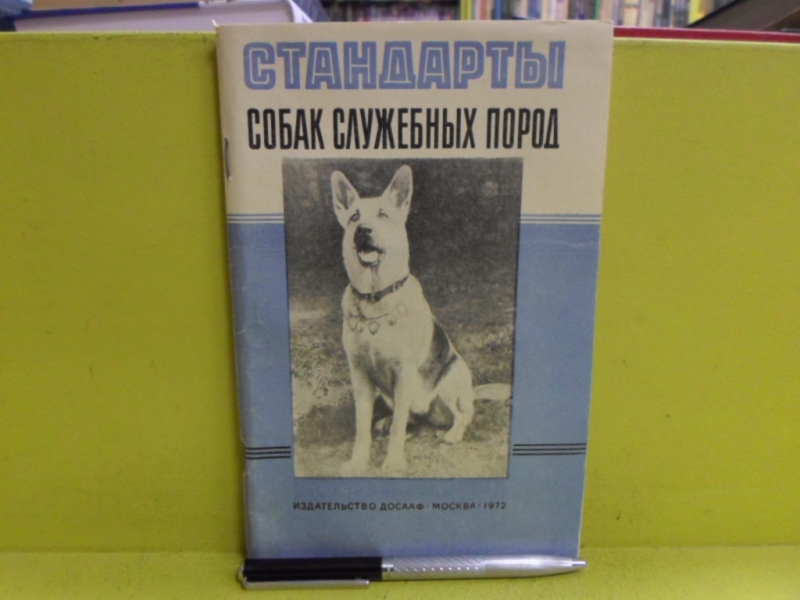 СТАНДАРТЫ
СОБАК СЛУЖЕБНЫХ ПОРОД
ИЗДАТЕЛЬСТВО ДОСААФ · МОСКВА · 1972